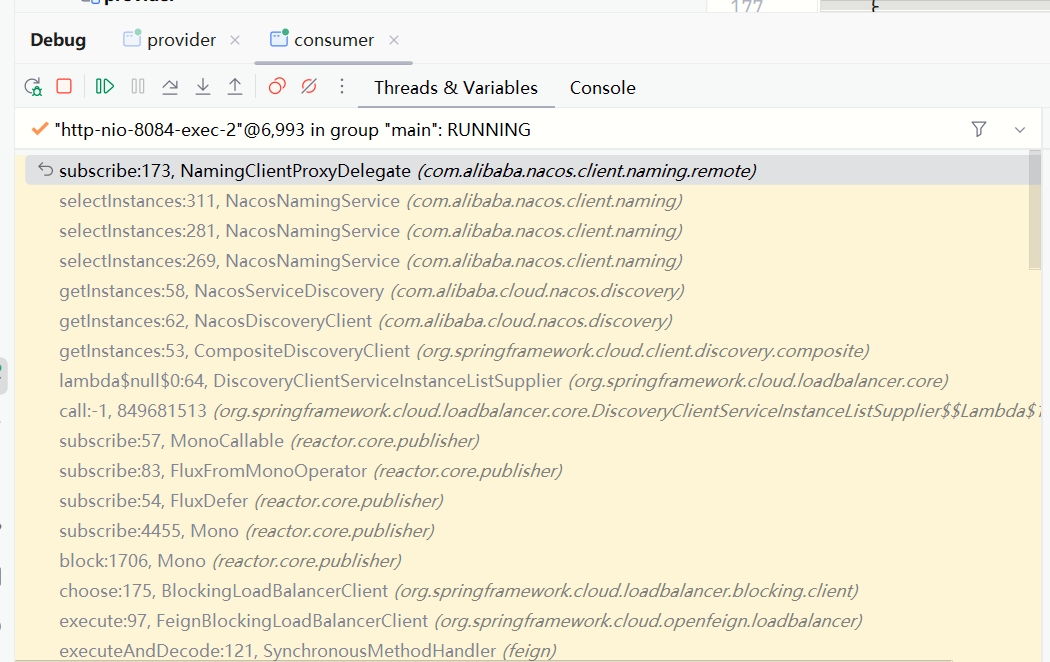 provider
177
Debug provider × consumer ×
Threads & Variables Console
"http-nio-8084-exec-2"@6,993 in group "main": RUNNING
subscribe:173, NamingClientProxyDelegate (com.alibaba.nacos.client.naming.remote)
selectInstances:311, NacosNamingService (com.alibaba.nacos.client.naming)
selectInstances:281, NacosNamingService (com.alibaba.nacos.client.naming)
selectInstances:269, NacosNamingService (com.alibaba.nacos.client.naming)
getInstances:58, NacosServiceDiscovery (com.alibaba.cloud.nacos.discovery)
getInstances:62, NacosDiscoveryClient (com.alibaba.cloud.nacos.discovery)
getInstances:53, CompositeDiscoveryClient (org.springframework.cloud.client.discovery.composite)
lambda$null$0:64, DiscoveryClientServiceInstanceListSupplier (org.springframework.cloud.loadbalancer.core)
call:-1, 849681513 (org.springframework.cloud.loadbalancer.core.DiscoveryClientServiceInstanceListSupplier$$Lambda$
subscribe:57, MonoCallable (reactor.core.publisher)
subscribe:83, FluxFromMonoOperator (reactor.core.publisher)
subscribe:54, FluxDefer (reactor.core.publisher)
subscribe:4455, Mono (reactor.core.publisher)
block:1706, Mono (reactor.core.publisher)
choose:175, BlockingLoadBalancerClient (org.springframework.cloud.loadbalancer.blocking.client)
execute:97, FeignBlockingLoadBalancerClient (org.springframework.cloud.openfeign.loadbalancer)
executeAndDecode:121, SynchronousMethodHandler (feign)